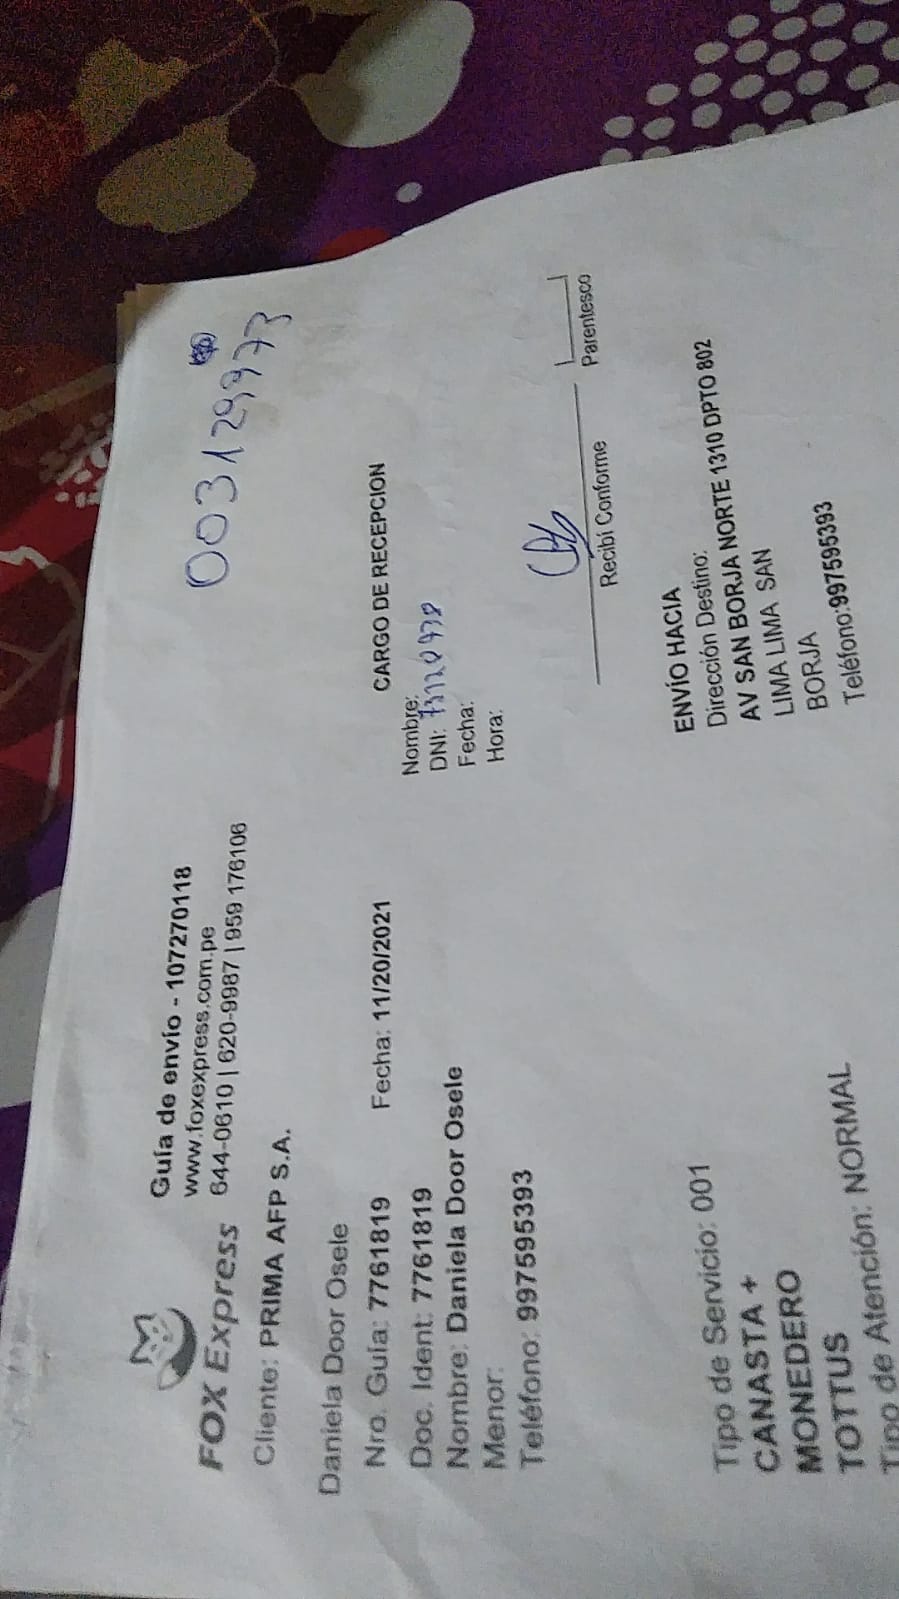 Guía de envío - 107270118
www.foxexpress.com.pe
FOX Express 644-0610 | 620-9987 | 959 176106
Cliente: PRIMA AFP S.A.
003129973
Daniela Door Osele
Nro. Guía: 7761819 Fecha: 11/20/2021
Doc. Ident: 7761819
Nombre: Daniela Door Osele
Menor:
Teléfono: 997595393
CARGO DE RECEPCION
Nombre:
DNI: 73120938
Fecha:
Hora:
Recibí Conforme
Parentesco
Tipo de Servicio: 001
CANASTA +
MONEDERO
TOTTUS
Tipo de Atención: NORMAL
ENVÍO HACIA
Dirección Destino:
AV SAN BORJA NORTE 1310 DPTO 802
LIMA LIMA SAN
BORJA
Teléfono:997595393